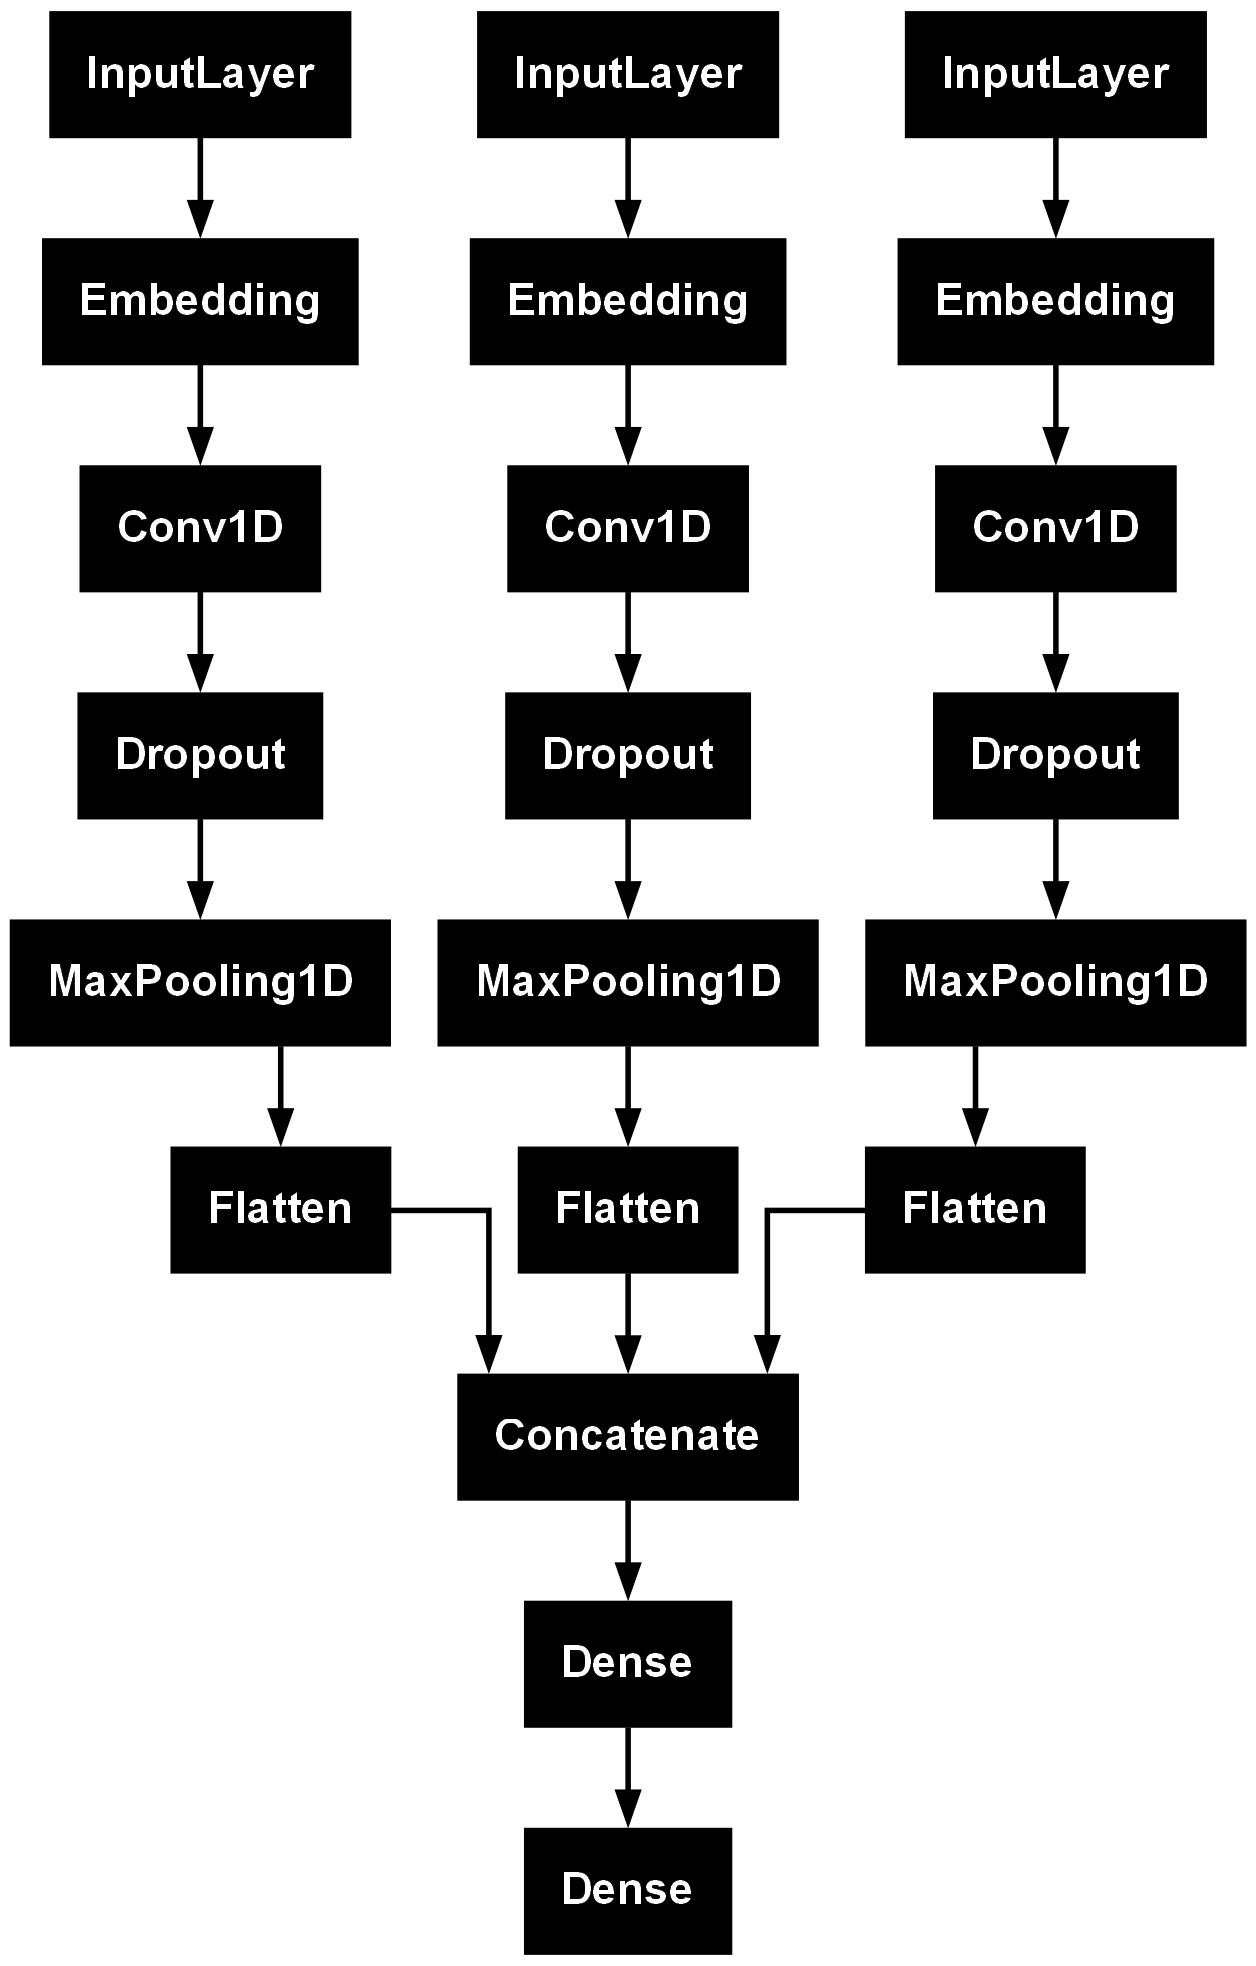 InputLayer InputLayer InputLayer
Embedding Embedding Embedding
Conv1D Conv1D Conv1D
Dropout Dropout Dropout
MaxPooling1D MaxPooling1D MaxPooling1D
Flatten Flatten Flatten
Concatenate
Dense
Dense